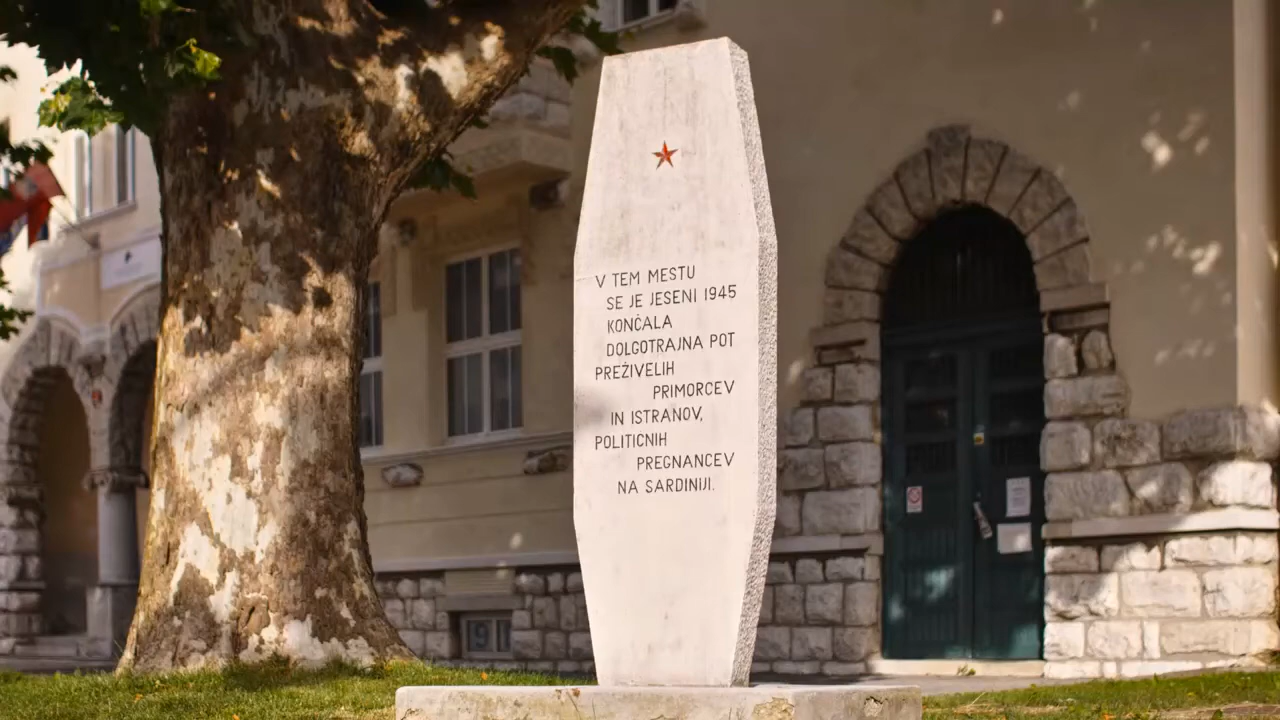 V TEM MESTU
SE JE JESENI 1945
KONČALA
DOLGOTRAJNA POT
PREŽIVELIH
PRIMORCEV
IN ISTRANOV,
POLITIČNIH
PREGNANCEV
NA SARDINIJI.